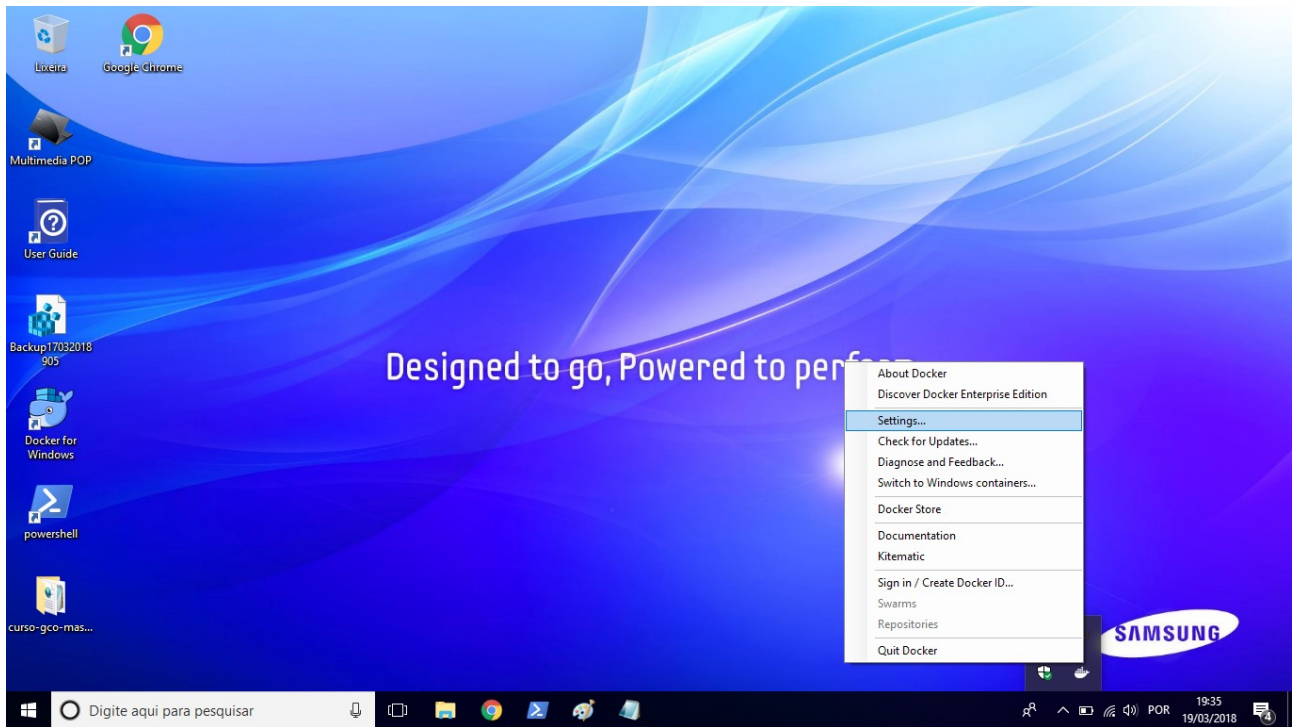 Lixeira
Google Chrome
Multimedia POP
User Guide
Backup17032018
905
Docker for
Windows
powershell
curso-gco-mas...
Designed to go, Powered to perform
About Docker
Discover Docker Enterprise Edition
Settings...
Check for Updates...
Diagnose and Feedback...
Switch to Windows containers...
Docker Store
Documentation
Kitematic
Sign in / Create Docker ID...
Swarms
Repositories
Quit Docker
SAMSUNG
Digite aqui para pesquisar
POR
19:35
19/03/2018
4